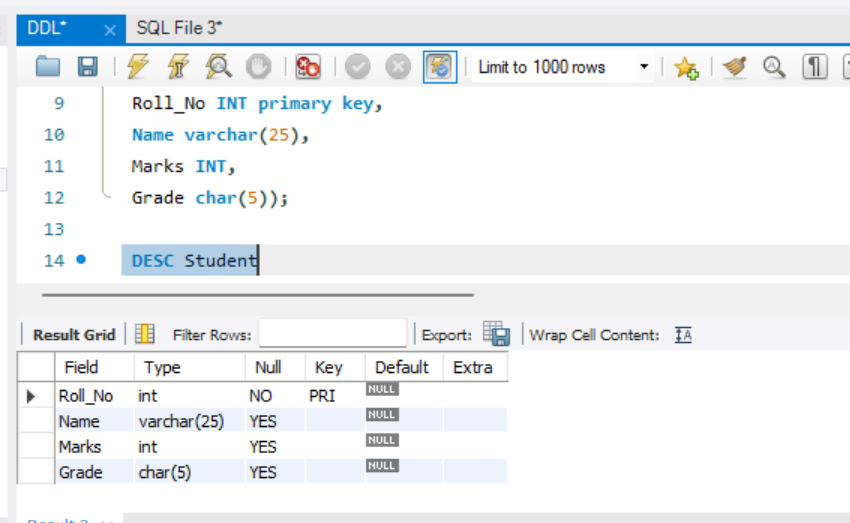 DDL* × SQL File 3*
Limit to 1000 rows
9 Roll_No INT primary key,
10 Name varchar(25),
11 Marks INT,
12 Grade char(5));
13
14 DESC Student
Result Grid Filter Rows: Export: Wrap Cell Content:
Field Type Null Key Default Extra
Roll_No int NO PRI NULL
Name varchar(25) YES NULL
Marks int YES NULL
Grade char(5) YES NULL